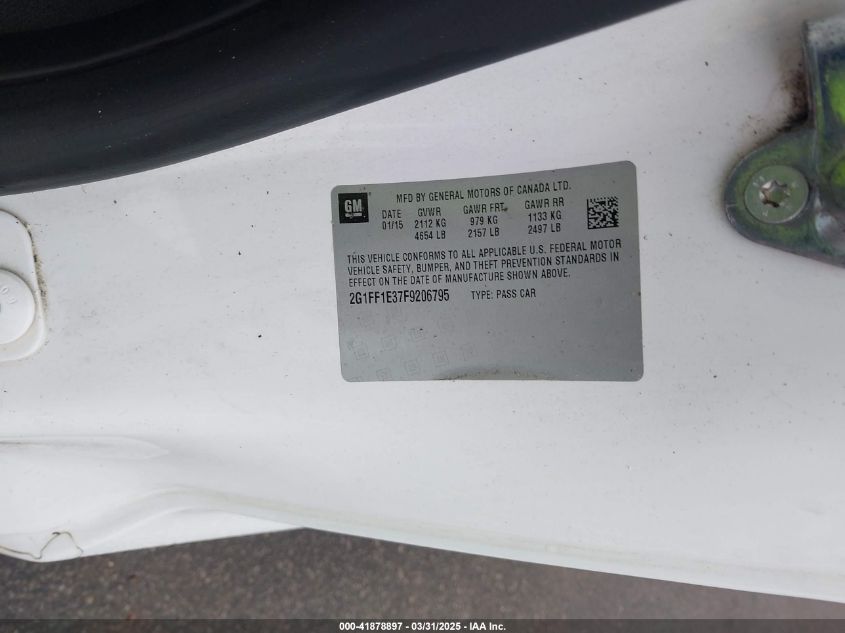 GM
MFD BY GENERAL MOTORS OF CANADA LTD.
DATE GVWR GAWR FRT GAWR RR
01/15 2112 KG 979 KG 1133 KG
4654 LB 2157 LB 2497 LB
THIS VEHICLE CONFORMS TO ALL APPLICABLE U.S. FEDERAL MOTOR
VEHICLE SAFETY, BUMPER, AND THEFT PREVENTION STANDARDS IN
EFFECT ON THE DATE OF MANUFACTURE SHOWN ABOVE.
2G1FF1E37F9206795 TYPE: PASS CAR
000-41878897 - 03/31/2025 - IAA Inc.